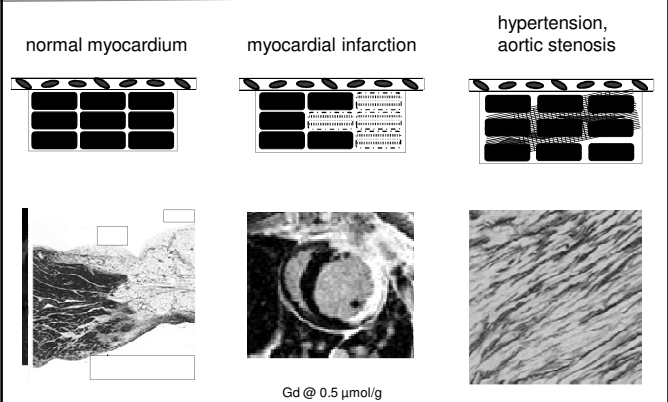 normal myocardium
myocardial infarction
hypertension,
aortic stenosis
Gd @ 0.5 μmol/g